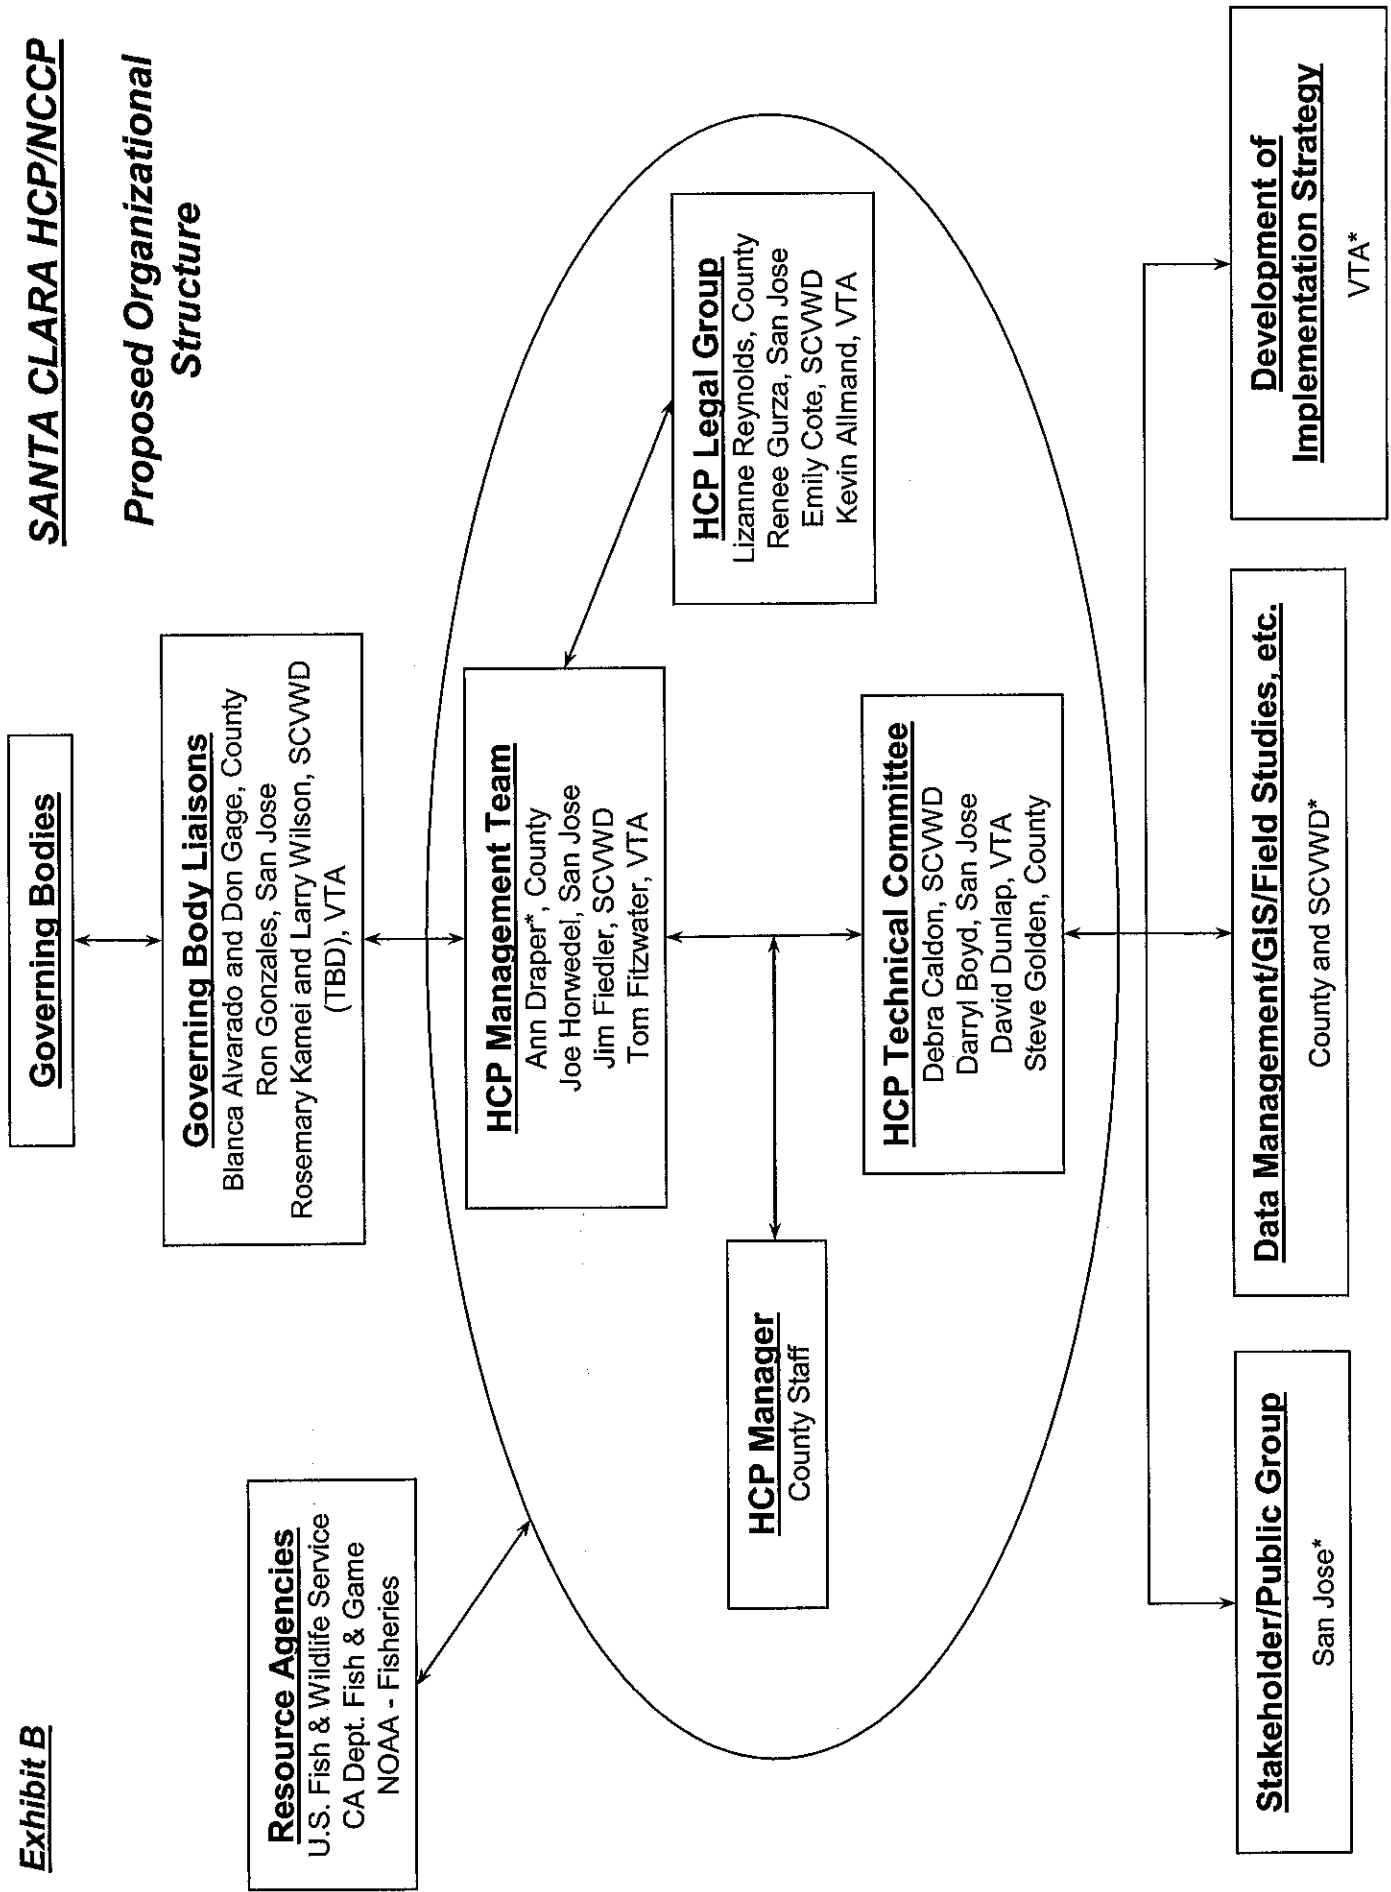 Exhibit B
SANTA CLARA HCP/NCCP
Proposed Organizational
Structure
Governing Bodies
Governing Body Liaisons
Blanca Alvarado and Don Gage, County
Ron Gonzales, San Jose
Rosemary Kamei and Larry Wilson, SCVWD
(TBD), VTA
Resource Agencies
U.S. Fish & Wildlife Service
CA Dept. Fish & Game
NOAA - Fisheries
HCP Management Team
Ann Draper*, County
Joe Horwedel, San Jose
Jim Fiedler, SCVWD
Tom Fitzwater, VTA
HCP Legal Group
Lizanne Reynolds, County
Renee Gurza, San Jose
Emily Cote, SCVWD
Kevin Allmand, VTA
HCP Manager
County Staff
HCP Technical Committee
Debra Caldon, SCVWD
Darryl Boyd, San Jose
David Dunlap, VTA
Steve Golden, County
Stakeholder/Public Group
San Jose*
Data Management/GIS/Field Studies, etc.
County and SCVWD*
Development of
Implementation Strategy
VTA*